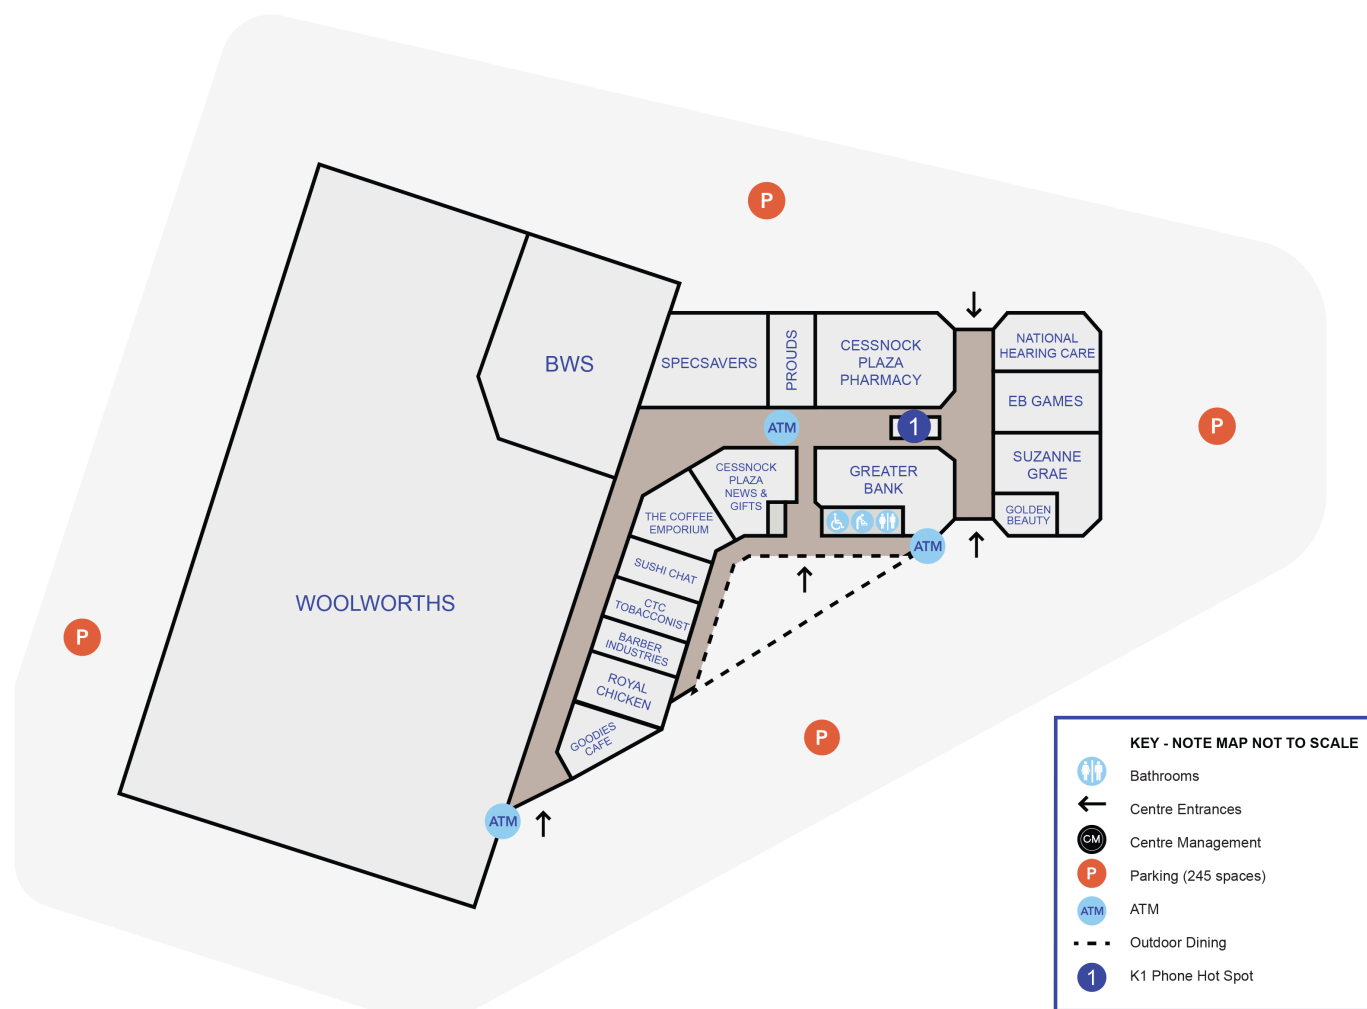 P
BWS
SPECSAVERS
PROUDS
CESSNOCK
PLAZA
PHARMACY
NATIONAL
HEARING CARE
EB GAMES
SUZANNE
GRAE
GOLDEN
BEAUTY
P
ATM
1
CESSNOCK
PLAZA
NEWS &
GIFTS
GREATER
BANK
ATM
THE COFFEE
EMPORIUM
SUSHI CHAT
CTC
TOBACCONIST
BARBER
INDUSTRIES
ROYAL
CHICKEN
GOODIES
CAFE
WOOLWORTHS
P
P
ATM
KEY - NOTE MAP NOT TO SCALE
Bathrooms
Centre Entrances
CM Centre Management
P Parking (245 spaces)
ATM ATM
Outdoor Dining
1 K1 Phone Hot Spot